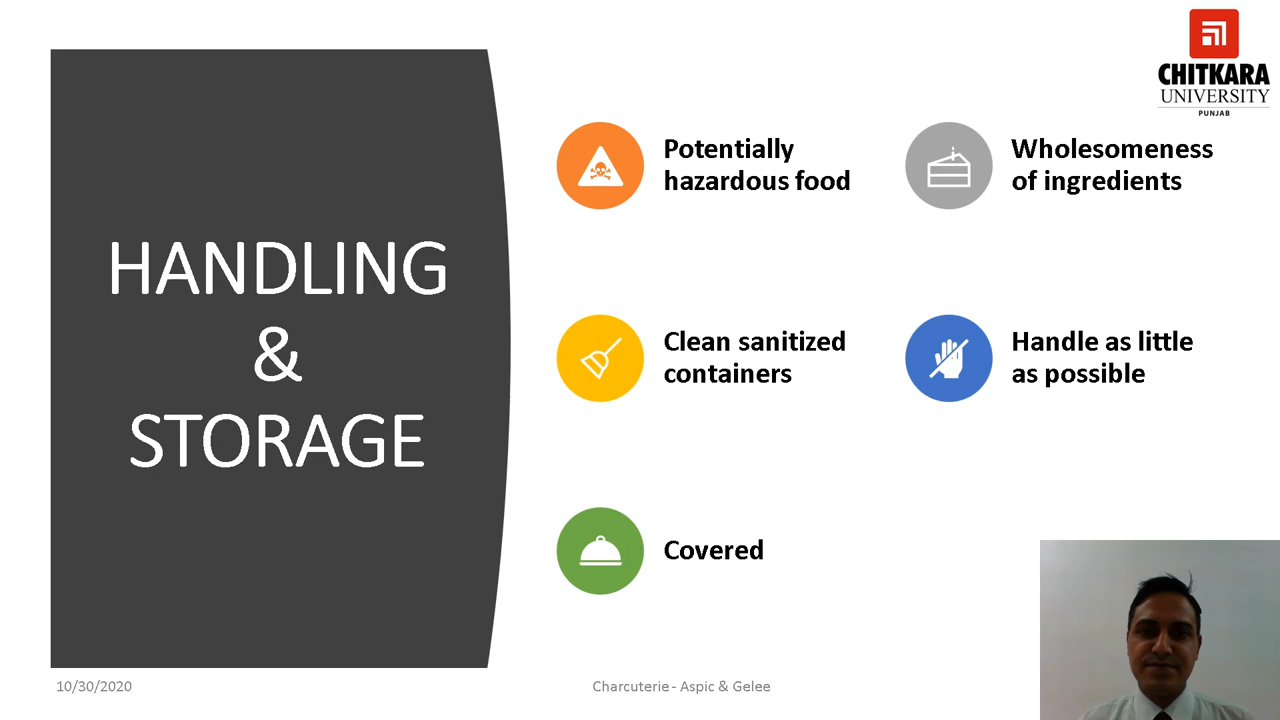 CHITKARA
UNIVERSITY
PUNJAB
HANDLING
&
STORAGE
Potentially
hazardous food
Wholesomeness
of ingredients
Clean sanitized
containers
Handle as little
as possible
Covered
10/30/2020
Charcuterie - Aspic & Gelee